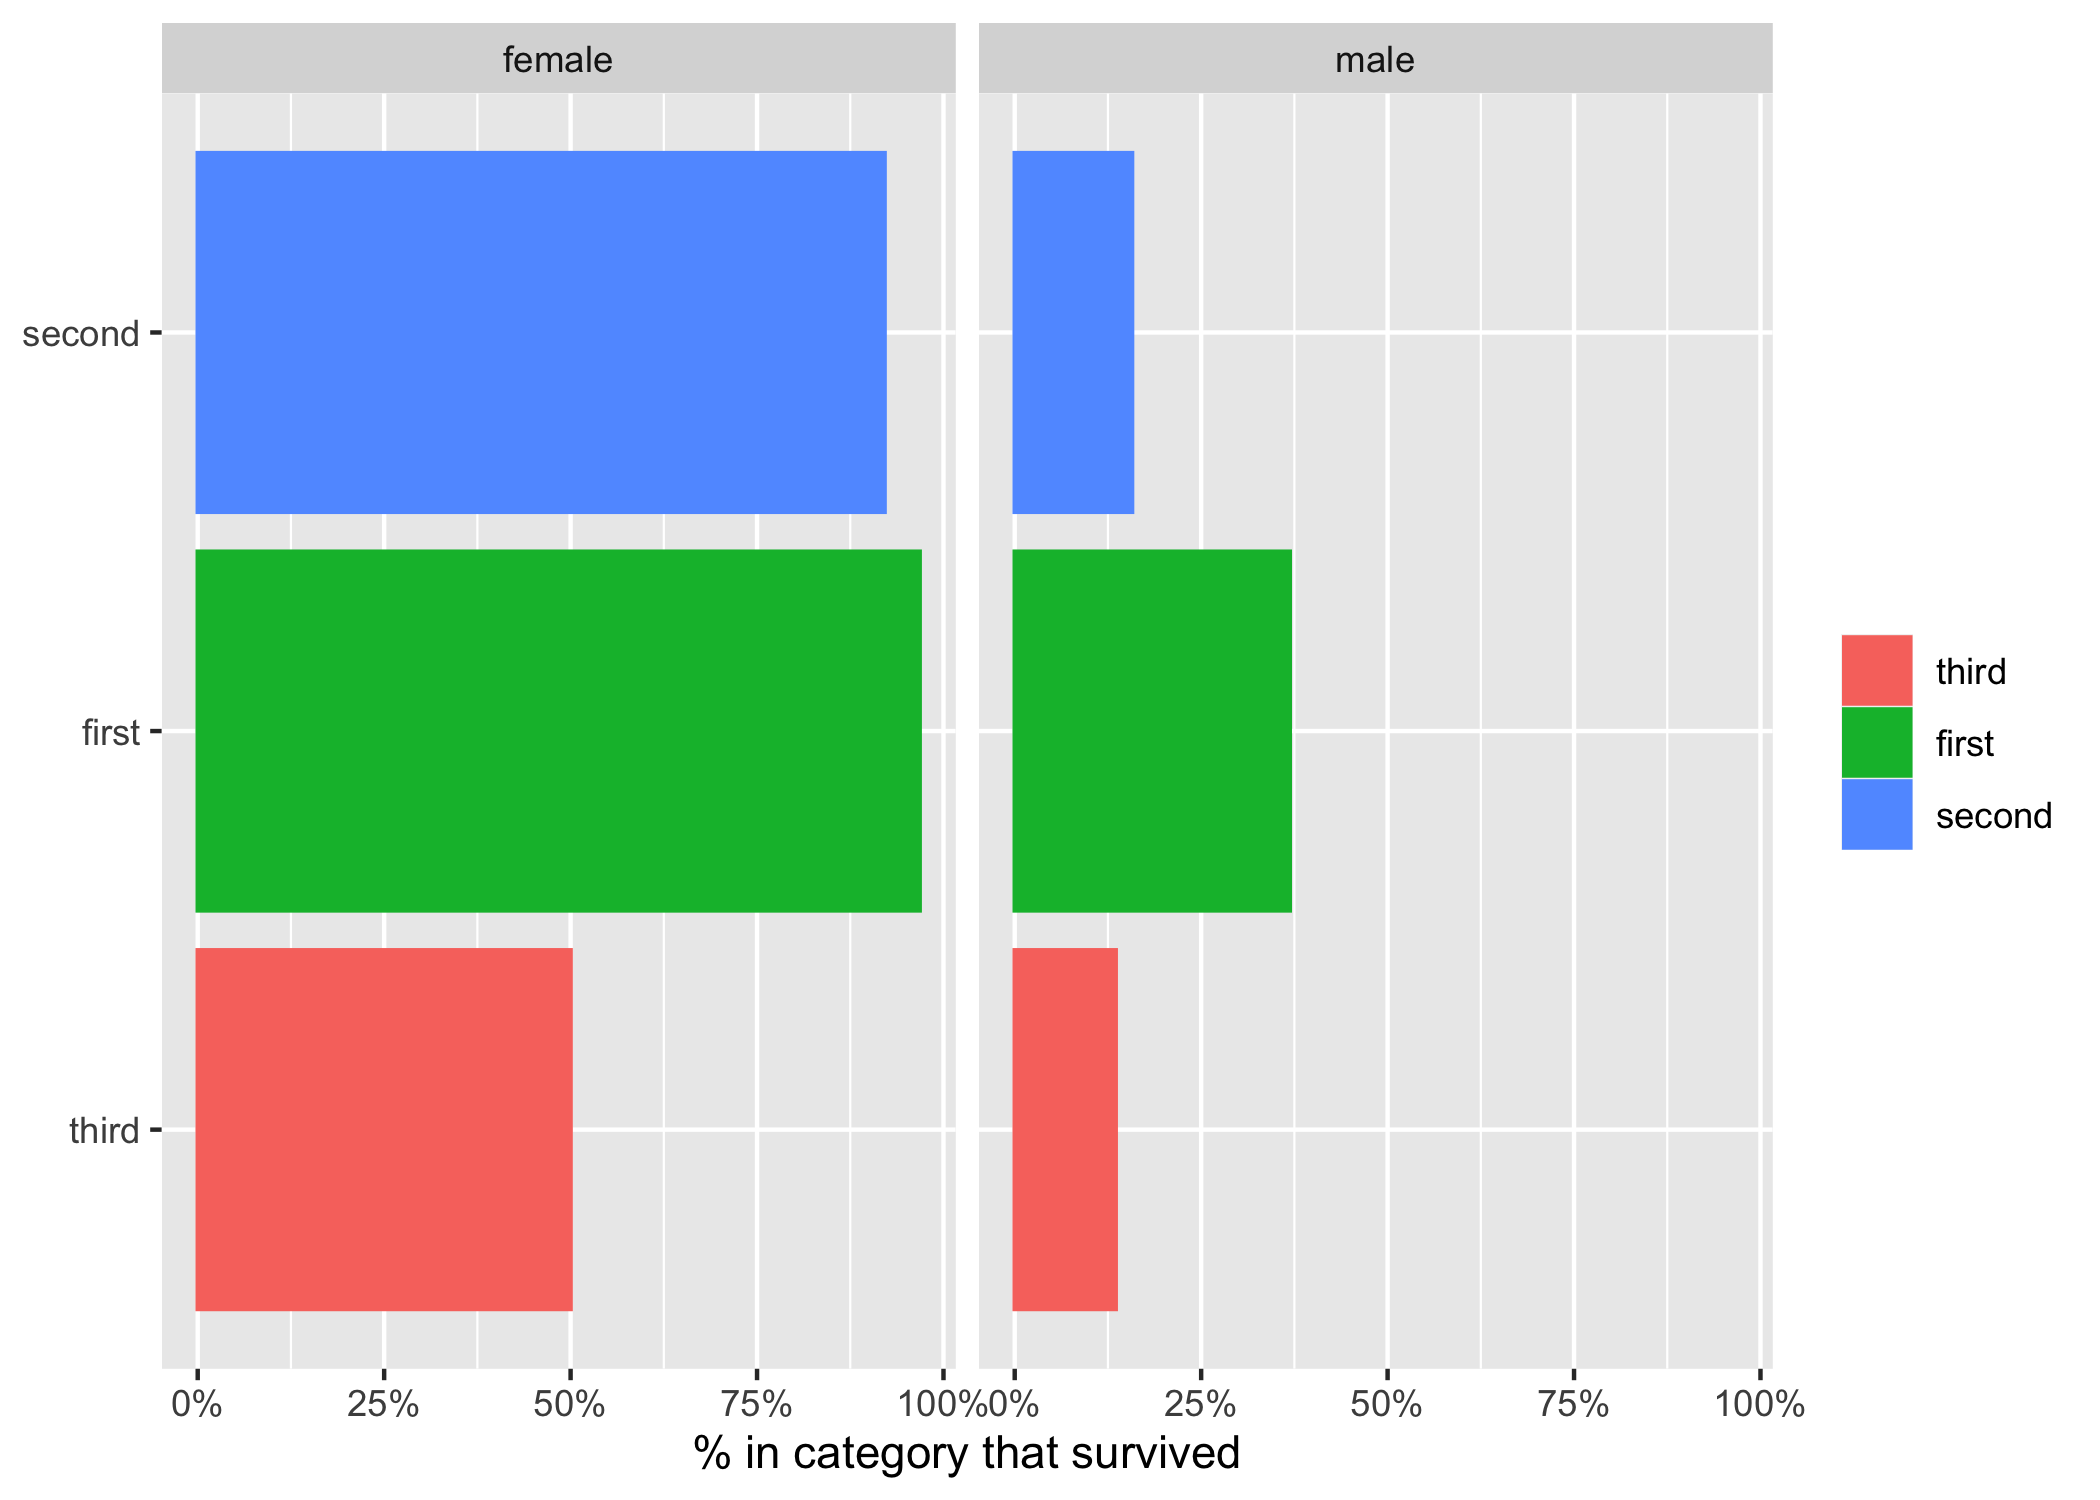 female
male
second
first
third
third
first
second
0% 25% 50% 75% 100%
0% 25% 50% 75% 100%
% in category that survived